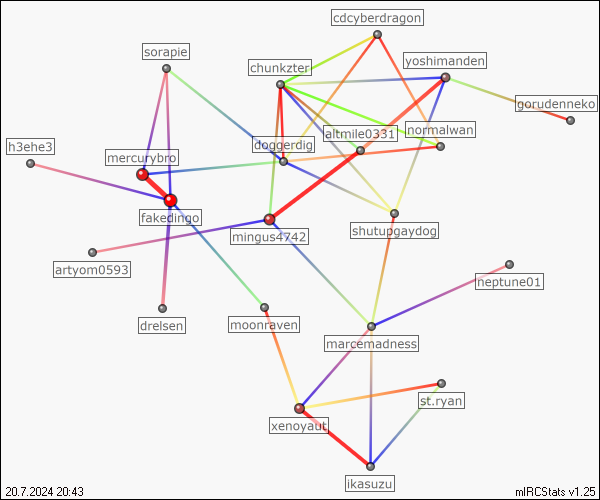 cdcyberdragon
sorapie
yoshimanden
chunkzter
gorudenneko
altmile0331
normalwan
h3ehe3
doggerdig
mercurybro
fakedingo
mingus4742
shutupgaydog
artyom0593
neptune01
drelsen
moonraven
marcemadness
st.ryan
xenoyaut
ikasuzu
20.7.2024 20:43
mIRCStats v1.25